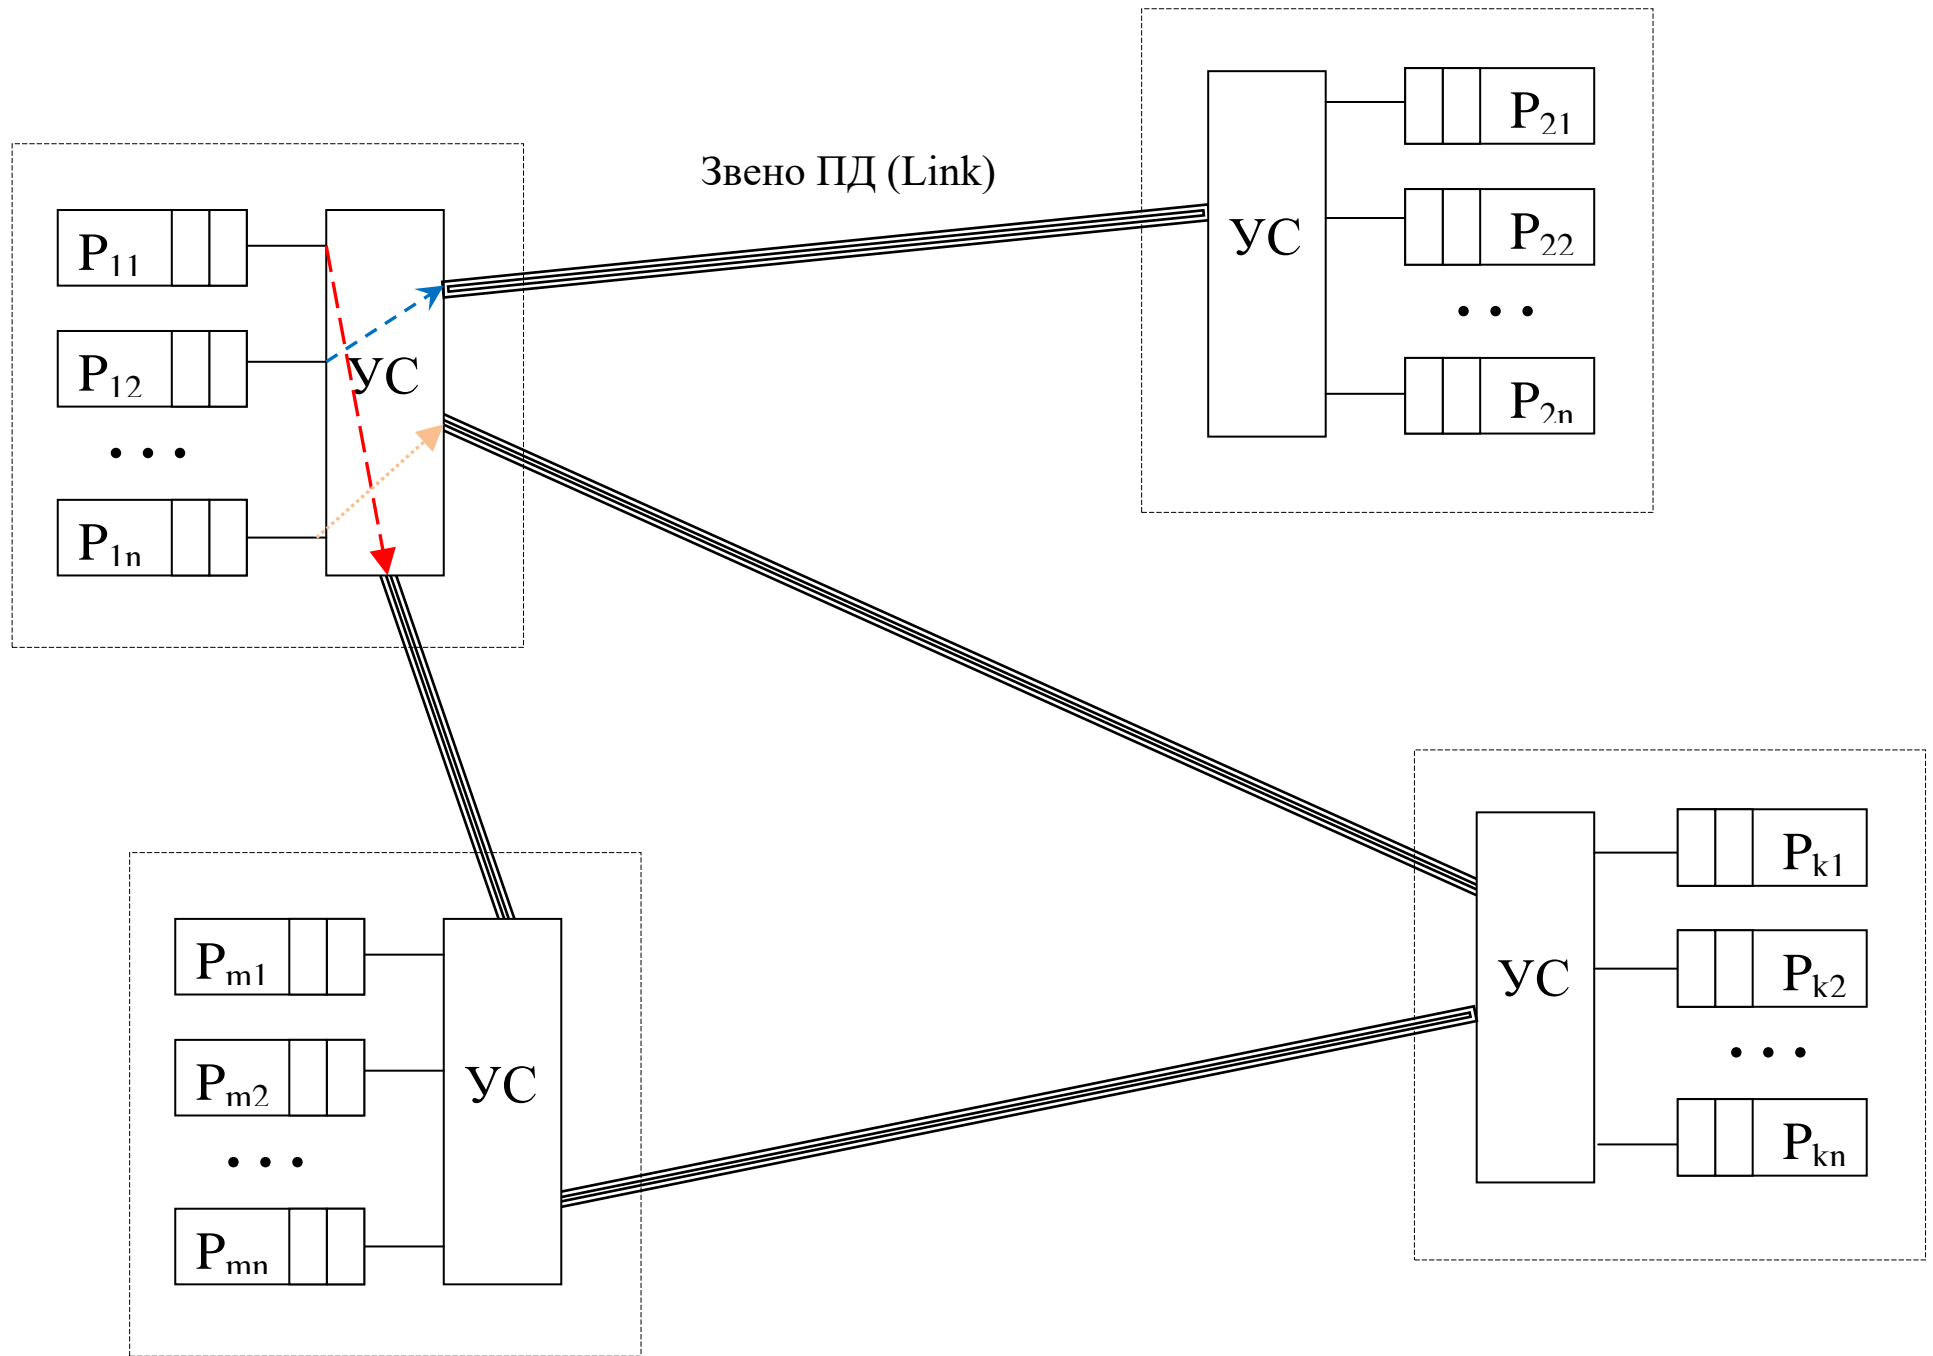 Звено ПД (Link)
P11
P12
...
P1n
УС
УС
P21
P22
...
P2n
Pm1
Pm2
...
Pmn
УС
УС
Pk1
Pk2
...
Pkn